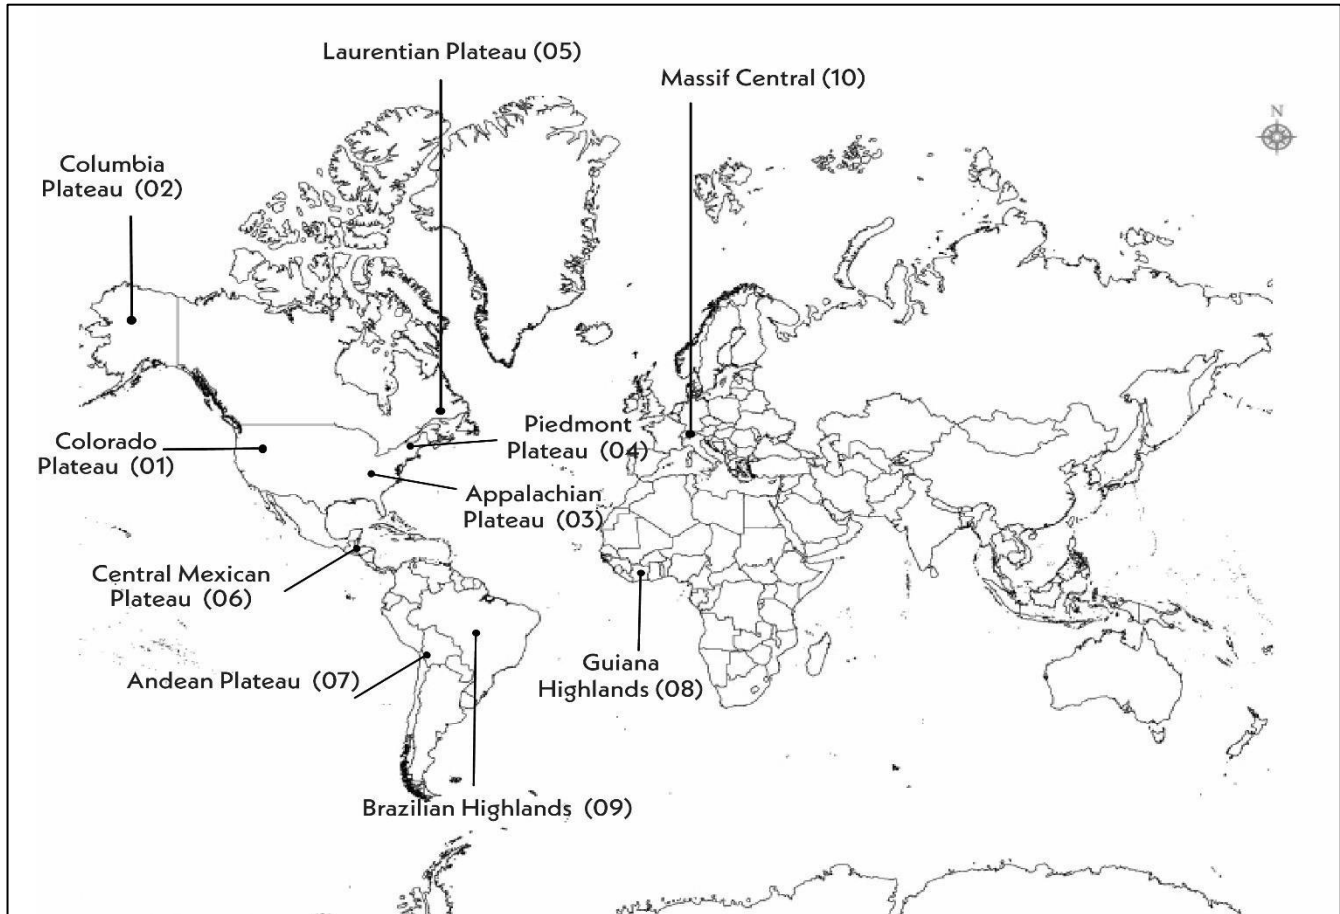 Laurentian Plateau (05)
Massif Central (10)
N
Columbia
Plateau (02)
Colorado
Plateau (01)
Piedmont
Plateau (04)
Appalachian
Plateau (03)
Central Mexican
Plateau (06)
Andean Plateau (07)
Guiana
Highlands (08)
Brazilian Highlands (09)